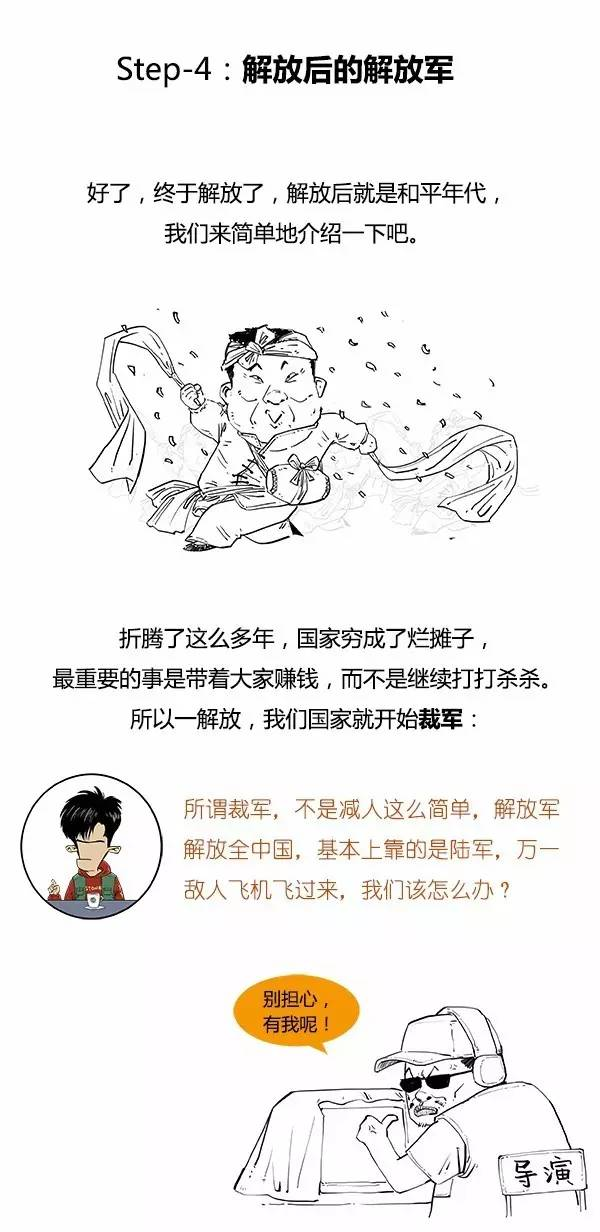 Step-4：解放后的解放军
好了，终于解放了，解放后就是和平年代，
我们来简单地介绍一下吧。
折腾了这么多年，国家穷成了烂摊子，
最重要的事是带着大家赚钱，而不是继续打打杀杀。
所以一解放，我们国家就开始裁军：
所谓裁军，不是减人这么简单，解放军
解放全中国，基本上靠的是陆军，万一
敌人飞机飞过来，我们该怎么办？
别担心，
有我呢！
导演